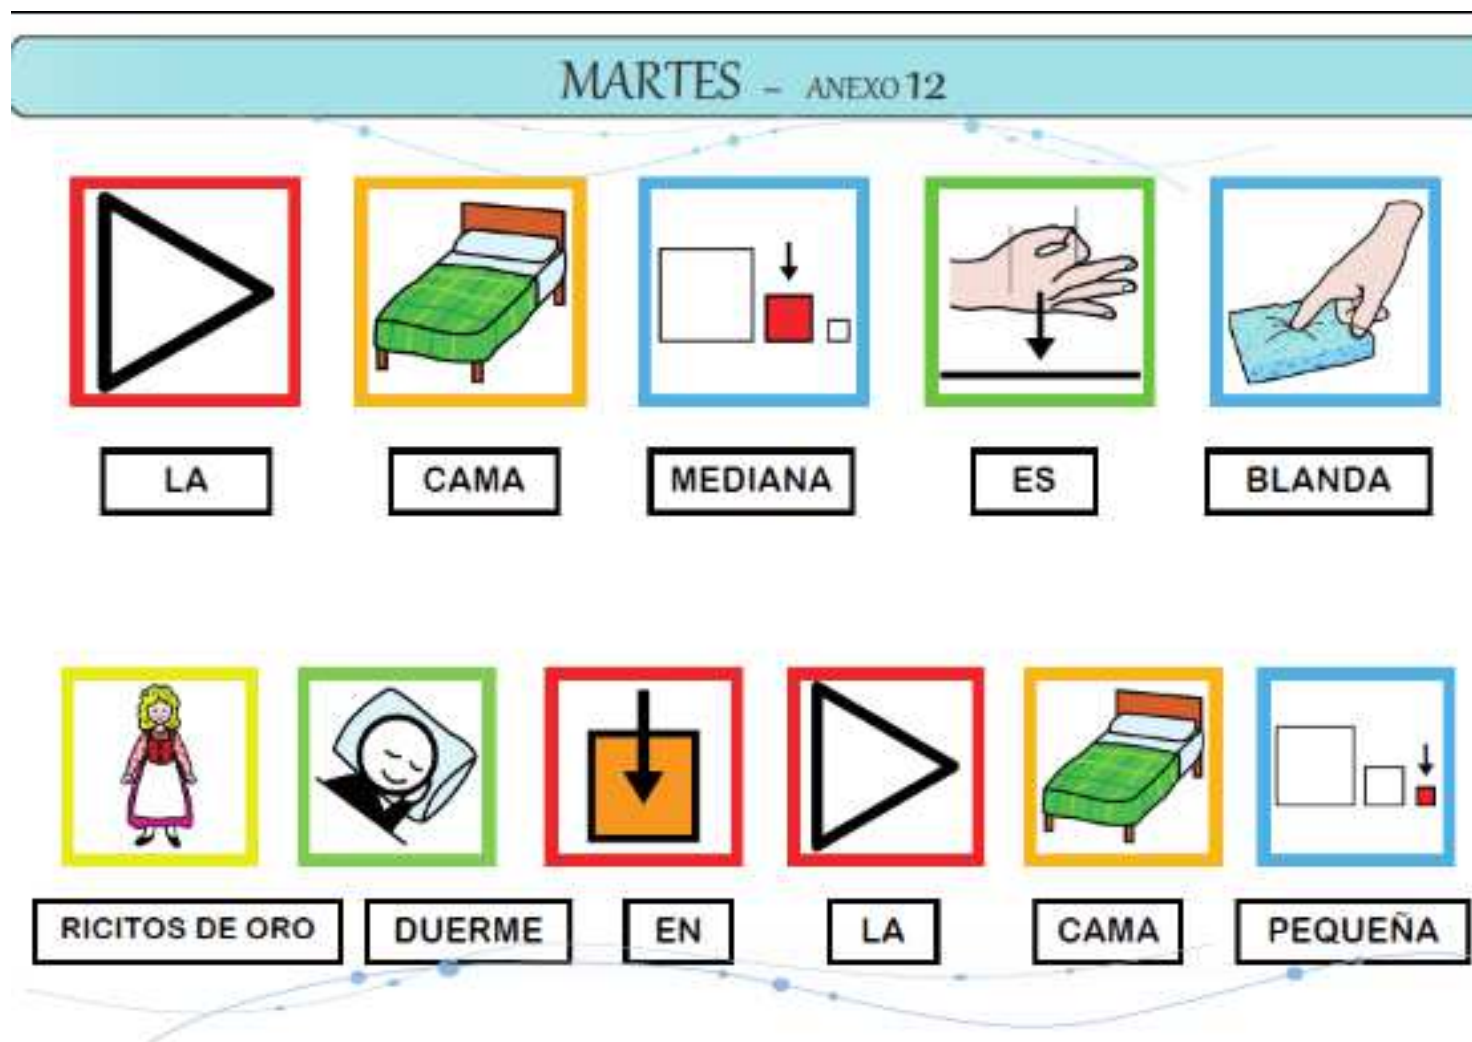 MARTES - ANEXO 12
LA CAMA MEDIANA ES BLANDA
RICITOS DE ORO DUERME EN LA CAMA PEQUEÑA